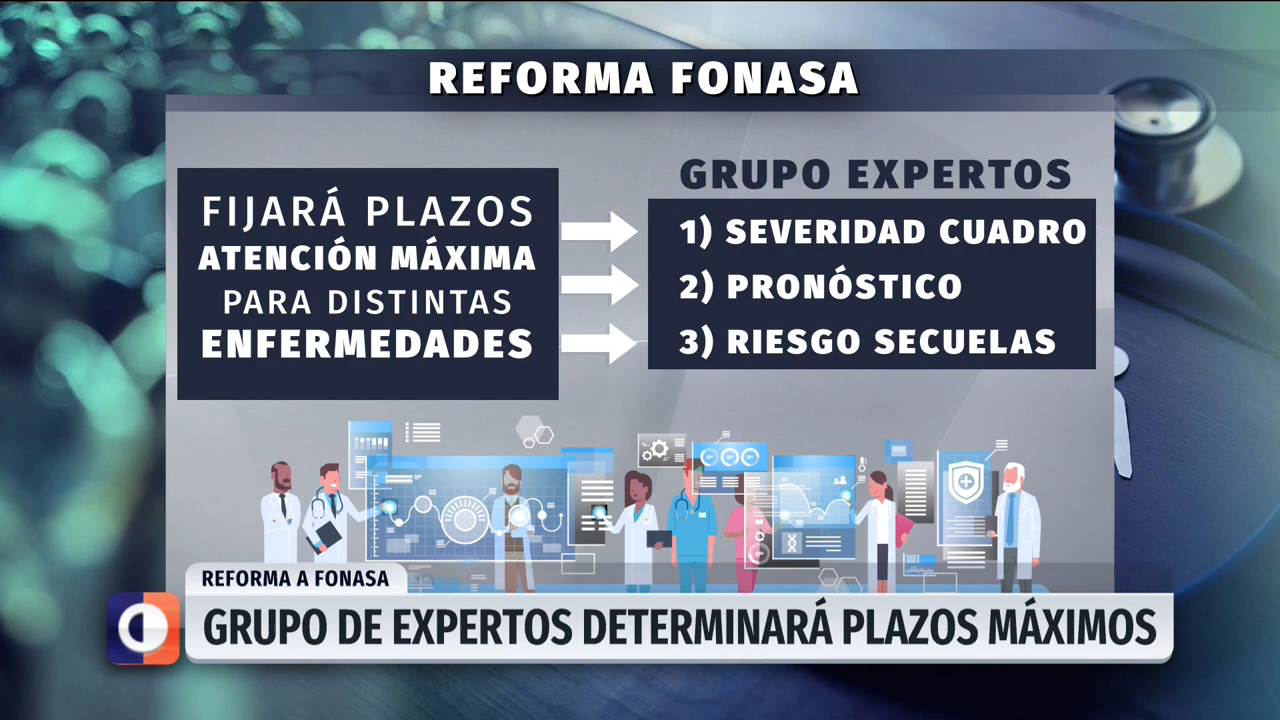 REFORMA FONASA
FIJARÁ PLAZOS
ATENCIÓN MÁXIMA
PARA DISTINTAS
ENFERMEDADES
GRUPO EXPERTOS
1) SEVERIDAD CUADRO
2) PRONÓSTICO
3) RIESGO SECUELAS
REFORMA A FONASA
GRUPO DE EXPERTOS DETERMINARÁ PLAZOS MÁXIMOS